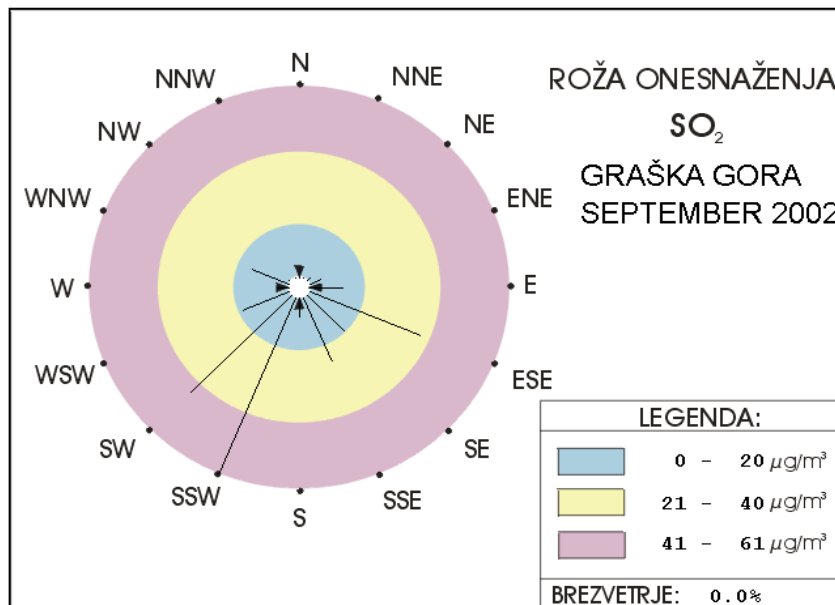 ROŽA ONESNAŽENJA
SO₂
GRAŠKA GORA
SEPTEMBER 2002
N
NNE
NE
ENE
E
ESE
SE
SSE
S
SSW
SW
WSW
W
WNW
NW
NNW
LEGENDA:
0 - 20 µg/m³
21 - 40 µg/m³
41 - 61 µg/m³
BREZVETRJE: 0.0%